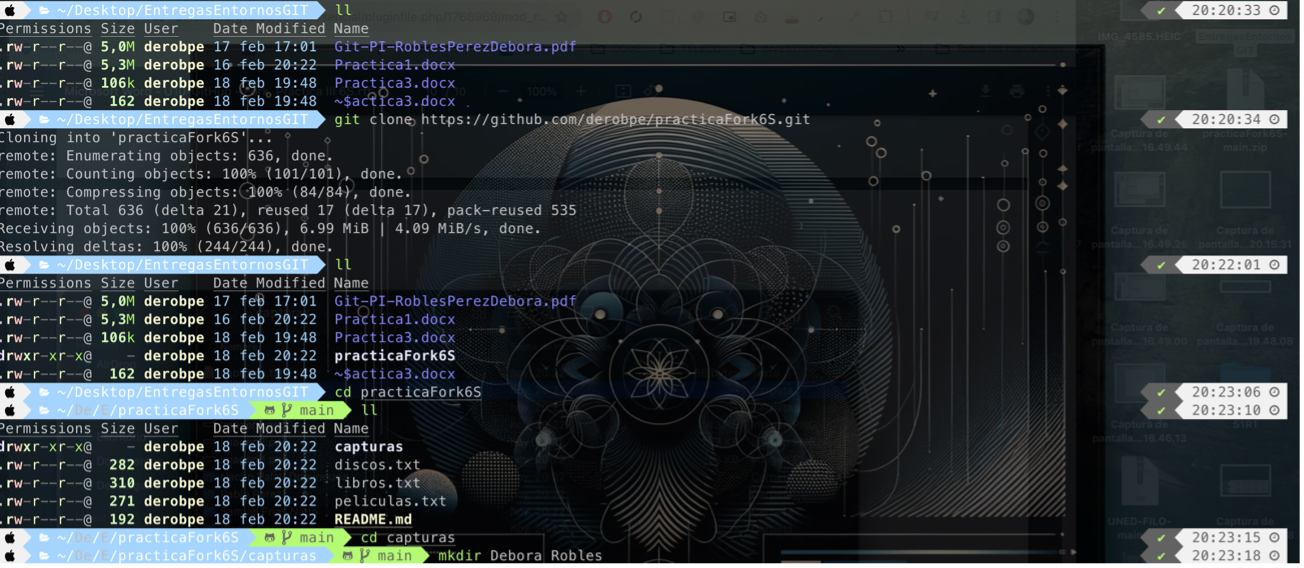 ~/Desktop/EntregasEntornosGIT ll ✔ 20:20:33
Permissions Size User Date Modified Name
.rw-r--r--@ 5,0M derobpe 17 feb 17:01 Git-PI-RoblesPerezDebora.pdf
.rw-r--r--@ 5,3M derobpe 16 feb 20:22 Practica1.docx
.rw-r--r--@ 106k derobpe 18 feb 19:48 Practica3.docx
.rw-r--r--@ 162 derobpe 18 feb 19:48 ~$actica3.docx
~/Desktop/EntregasEntornosGIT git clone https://github.com/derobpe/practicaFork6S.git ✔ 20:20:34
Cloning into 'practicaFork6S'...
remote: Enumerating objects: 636, done.
remote: Counting objects: 100% (101/101), done.
remote: Compressing objects: 100% (84/84), done.
remote: Total 636 (delta 21), reused 17 (delta 17), pack-reused 535
Receiving objects: 100% (636/636), 6.99 MiB | 4.09 MiB/s, done.
Resolving deltas: 100% (244/244), done.
~/Desktop/EntregasEntornosGIT ll ✔ 20:22:01
Permissions Size User Date Modified Name
.rw-r--r--@ 5,0M derobpe 17 feb 17:01 Git-PI-RoblesPerezDebora.pdf
.rw-r--r--@ 5,3M derobpe 16 feb 20:22 Practica1.docx
.rw-r--r--@ 106k derobpe 18 feb 19:48 Practica3.docx
drwxr-xr-x@ - derobpe 18 feb 20:22 practicaFork6S
.rw-r--r--@ 162 derobpe 18 feb 19:48 ~$actica3.docx
~/Desktop/EntregasEntornosGIT cd practicaFork6S ✔ 20:23:06
~/De/E/practicaFork6S main ll ✔ 20:23:10
Permissions Size User Date Modified Name
drwxr-xr-x@ - derobpe 18 feb 20:22 capturas
.rw-r--r--@ 282 derobpe 18 feb 20:22 discos.txt
.rw-r--r--@ 310 derobpe 18 feb 20:22 libros.txt
.rw-r--r--@ 271 derobpe 18 feb 20:22 peliculas.txt
.rw-r--r--@ 192 derobpe 18 feb 20:22 README.md
~/De/E/practicaFork6S main cd capturas ✔ 20:23:15
~/De/E/practicaFork6S/capturas main mkdir Debora Robles ✔ 20:23:18